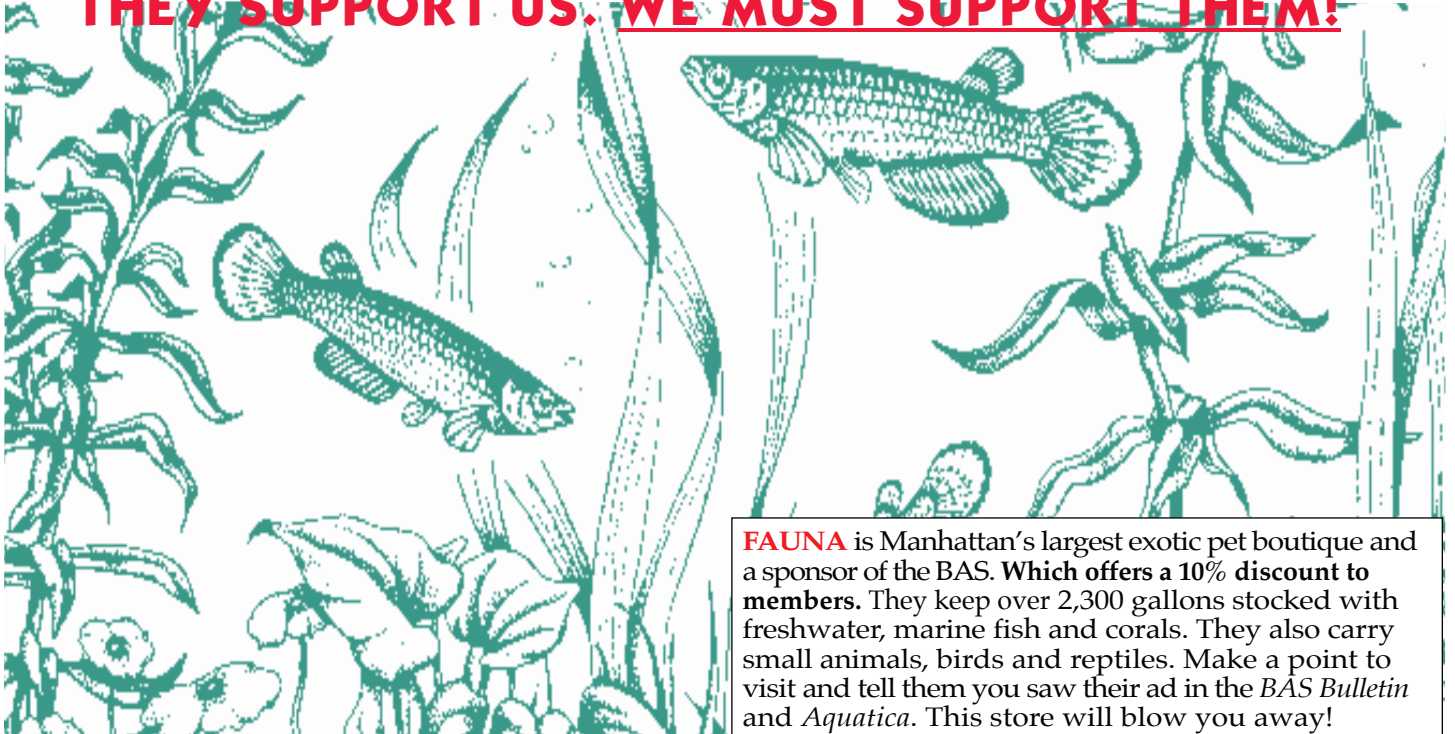 THEY SUPPORT US. WE MUST SUPPORT THEM!
FAUNA is Manhattan's largest exotic pet boutique and
a sponsor of the BAS. Which offers a 10% discount to
members. They keep over 2,300 gallons stocked with
freshwater, marine fish and corals. They also carry
small animals, birds and reptiles. Make a point to
visit and tell them you saw their ad in the BAS Bulletin
and Aquatica. This store will blow you away!